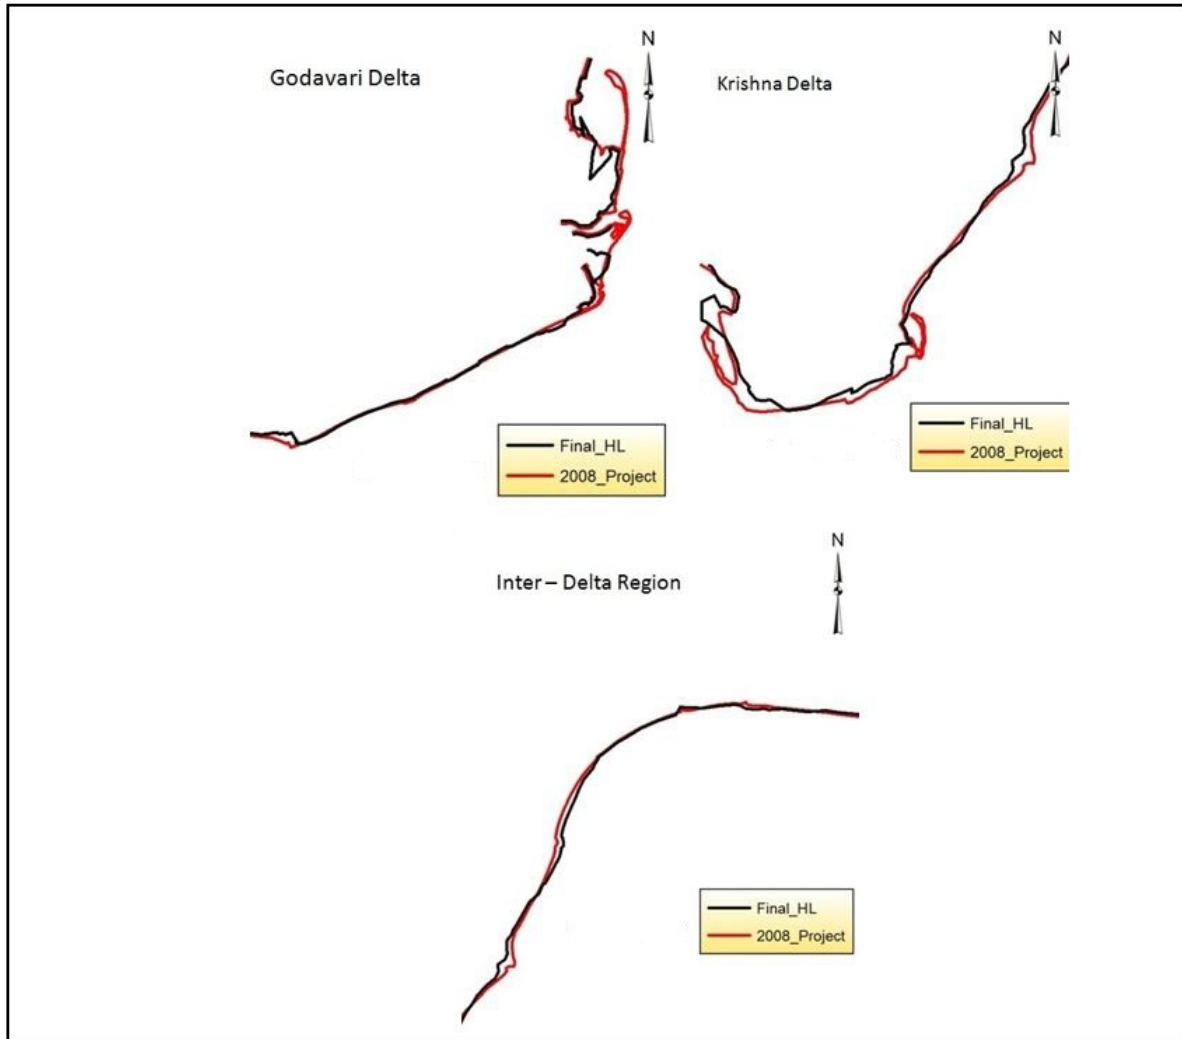 Godavari Delta
N
Krishna Delta
N
Final_HL
2008_Project
Final_HL
2008_Project
Inter – Delta Region
N
Final_HL
2008_Project